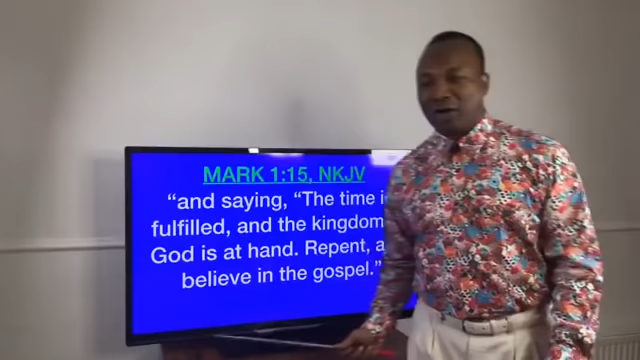 MARK 1:15, NKJV
“and saying, “The time i
fulfilled, and the kingdom
God is at hand. Repent, a
believe in the gospel.”